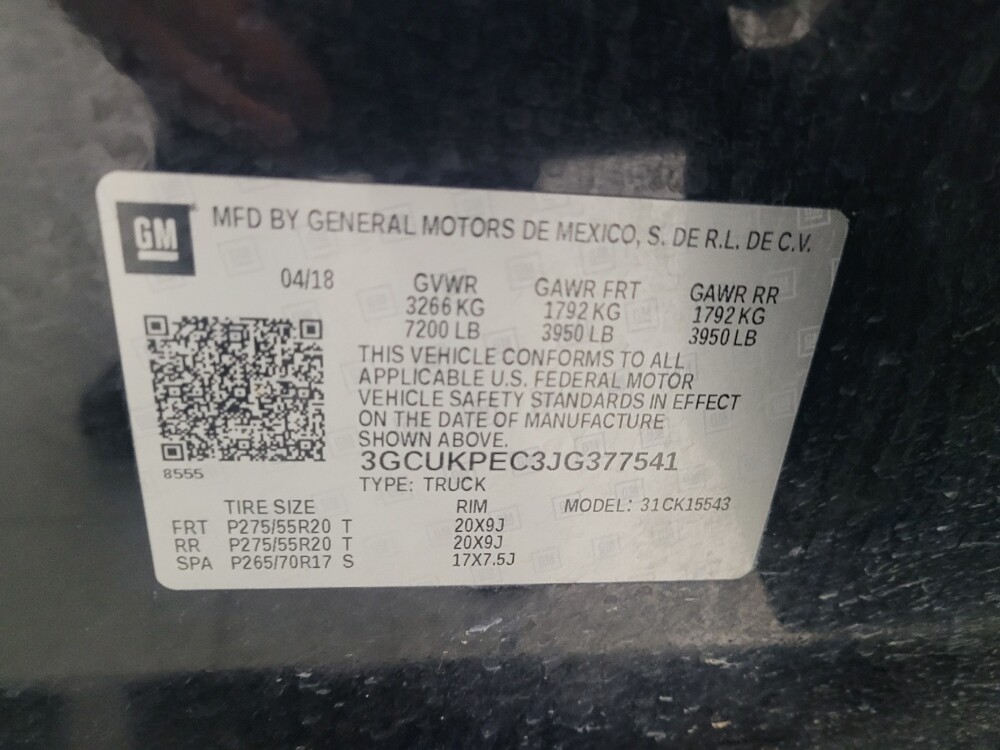 GM
MFD BY GENERAL MOTORS DE MEXICO, S. DE R.L. DE C.V.
04/18 GVWR GAWR FRT GAWR RR
3266 KG 1792 KG 1792 KG
7200 LB 3950 LB 3950 LB
THIS VEHICLE CONFORMS TO ALL
APPLICABLE U.S. FEDERAL MOTOR
VEHICLE SAFETY STANDARDS IN EFFECT
ON THE DATE OF MANUFACTURE
SHOWN ABOVE.
8555
3GCUKPEC3JG377541
TYPE: TRUCK
TIRE SIZE RIM MODEL: 31CK15543
FRT P275/55R20 T 20X9J
RR P275/55R20 T 20X9J
SPA P265/70R17 S 17X7.5J